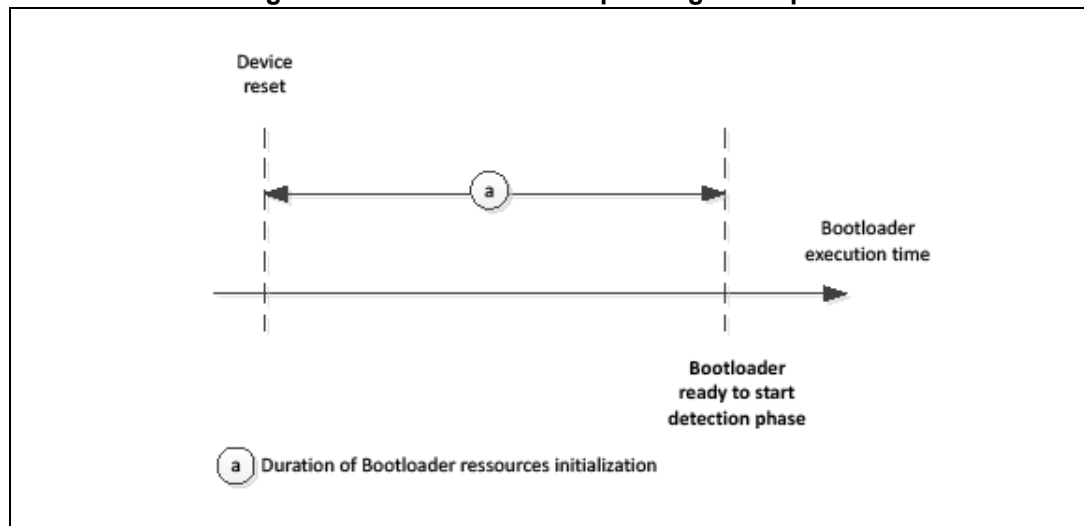 Device
reset
a
Bootloader
execution time
Bootloader
ready to start
detection phase
a Duration of Bootloader ressources initialization